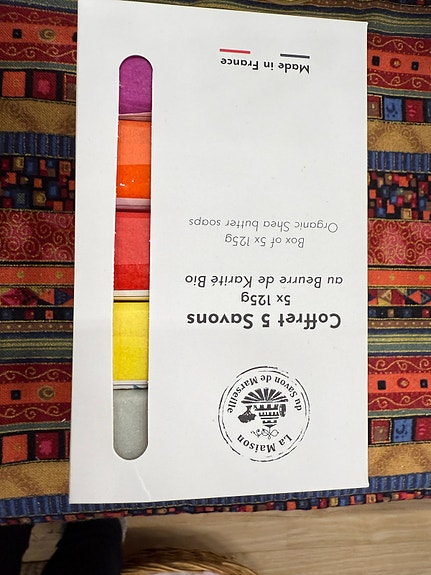 La Maison
du Savon de Marseille
Coffret 5 Savons
5x 125g
au Beurre de Karité Bio
Box of 5x 125g
Organic Shea butter soaps
Made in France